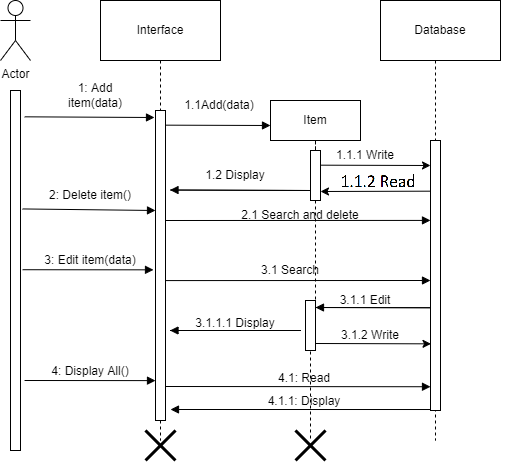 Interface
Database
Actor
1: Add
item(data)
1.1Add(data)
Item
1.1.1 Write
1.2 Display
1.1.2 Read
2: Delete item()
2.1 Search and delete
3: Edit item(data)
3.1 Search
3.1.1 Edit
3.1.1.1 Display
3.1.2 Write
4: Display All()
4.1: Read
4.1.1: Display